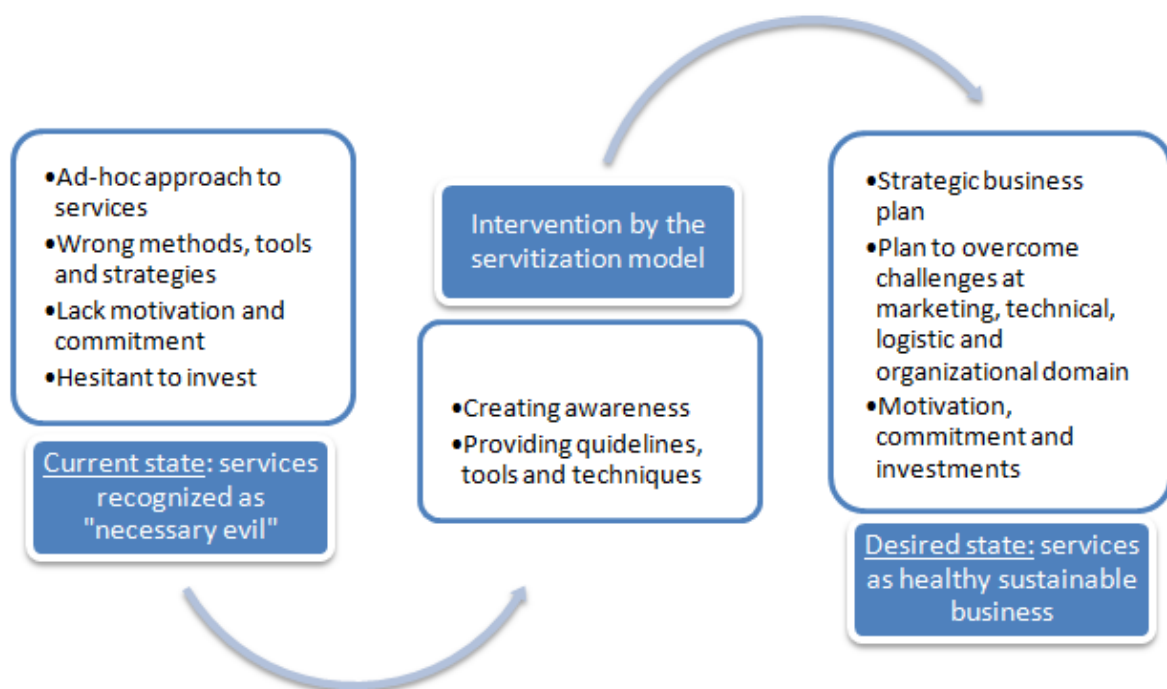 •Ad-hoc approach to
services
•Wrong methods, tools
and strategies
•Lack motivation and
commitment
•Hesitant to invest
Current state: services
recognized as
"necessary evil"
Intervention by the
servitization model
•Creating awareness
•Providing quidelines,
tools and techniques
•Strategic business
plan
•Plan to overcome
challenges at
marketing, technical,
logistic and
organizational domain
•Motivation,
commitment and
investments
Desired state: services
as healthy sustainable
business